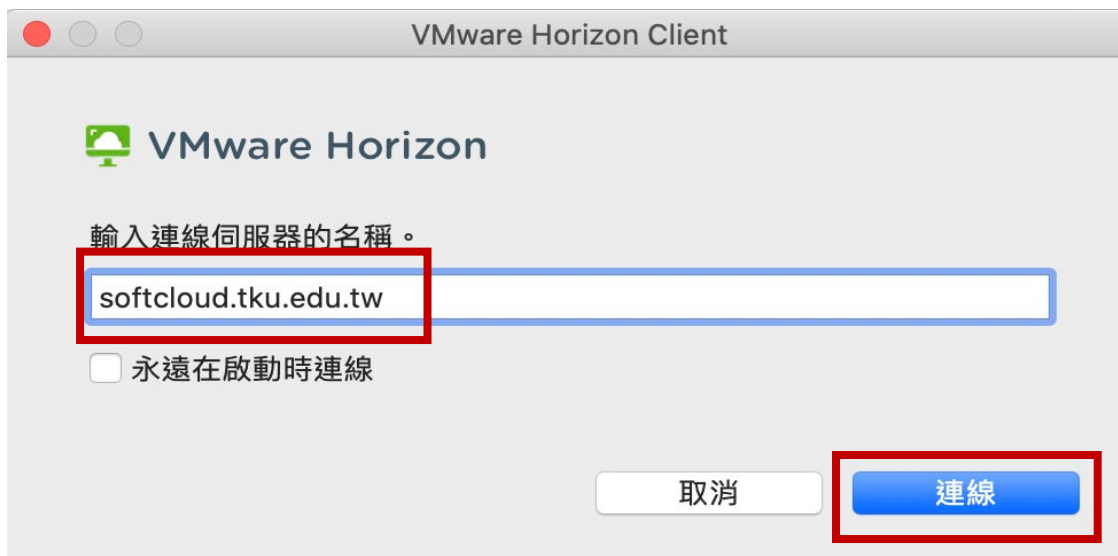 VMware Horizon Client
VMware Horizon
輸入連線伺服器的名稱。
softcloud.tku.edu.tw
永遠在啟動時連線
取消 連線